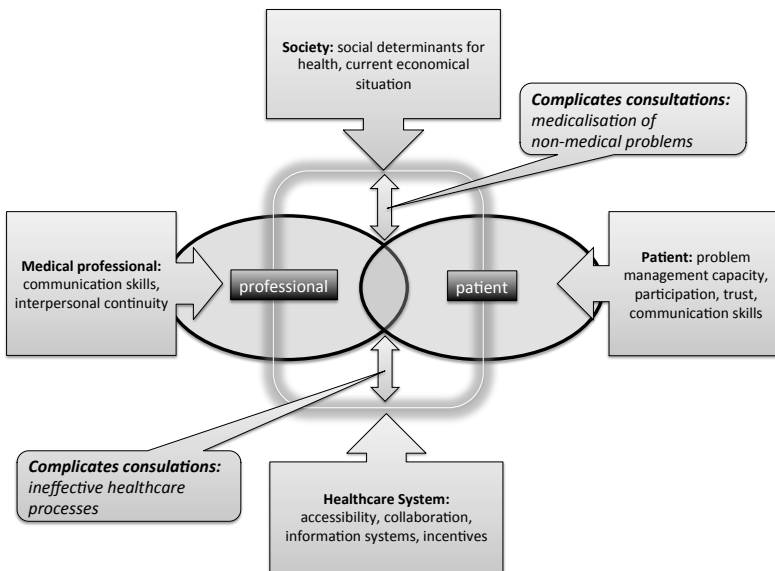 Society: social determinants for
health, current economical
situation
Complicates consultations:
medicalisation of
non-medical problems
Medical professional:
communication skills,
interpersonal continuity
professional
patient
Patient: problem
management capacity,
participation, trust,
communication skills
Complicates consulations:
ineffective healthcare
processes
Healthcare System:
accessibility, collaboration,
information systems, incentives